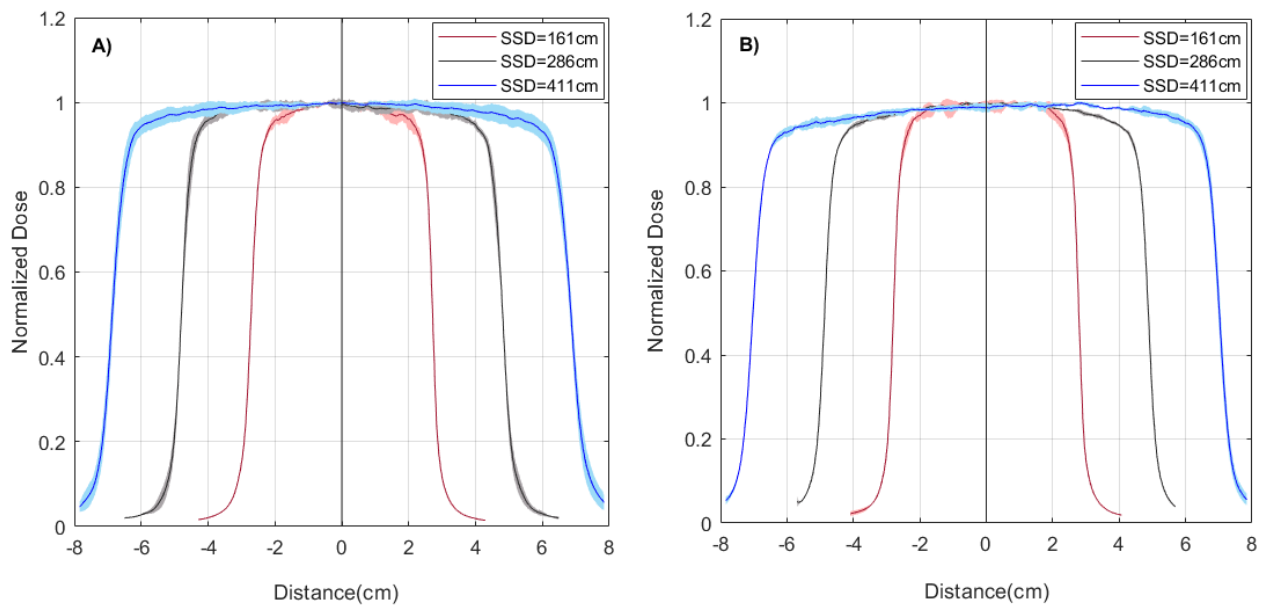 A)
SSD=161cm
SSD=286cm
SSD=411cm
1.2
1
0.8
0.6
0.4
0.2
0
Normalized Dose
-8 -6 -4 -2 0 2 4 6 8
Distance(cm)
B)
SSD=161cm
SSD=286cm
SSD=411cm
1.2
1
0.8
0.6
0.4
0.2
0
Normalized Dose
-8 -6 -4 -2 0 2 4 6 8
Distance(cm)